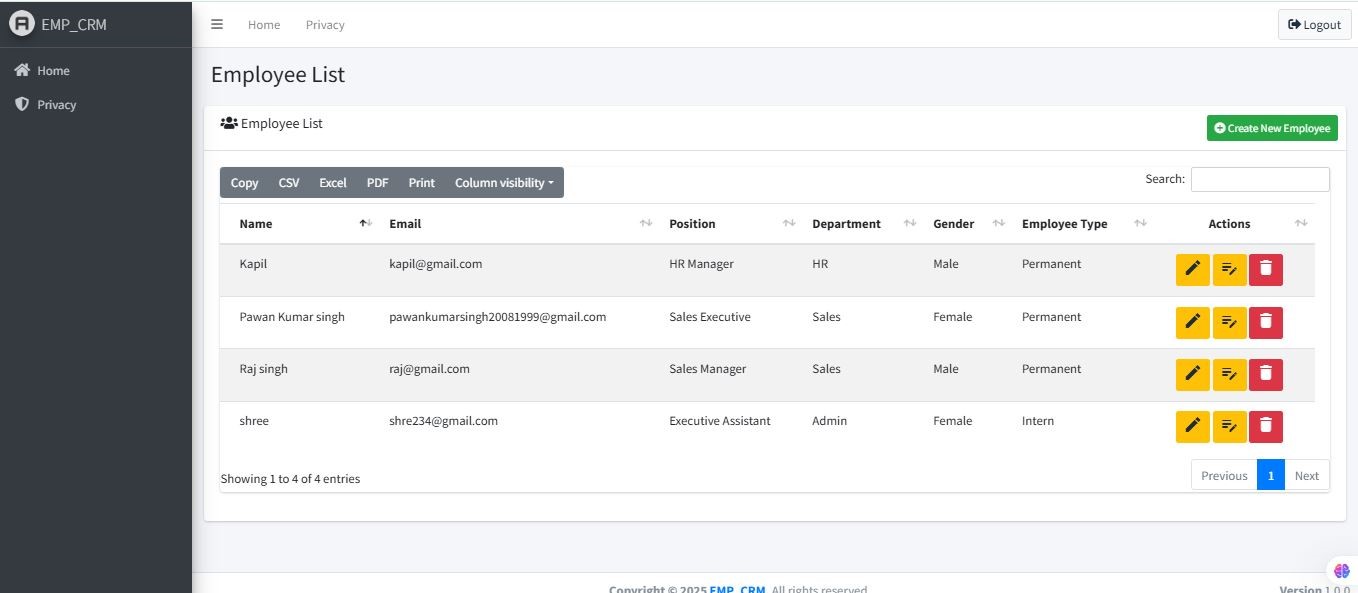 EMP_CRM
Home Privacy
Logout
Home
Privacy
Employee List
Employee List
Create New Employee
Copy CSV Excel PDF Print Column visibility
Search:
Name Email Position Department Gender Employee Type Actions
Kapil kapil@gmail.com HR Manager HR Male Permanent
Pawan Kumar singh pawankumarsingh20081999@gmail.com Sales Executive Sales Female Permanent
Raj singh raj@gmail.com Sales Manager Sales Male Permanent
shree shre234@gmail.com Executive Assistant Admin Female Intern
Showing 1 to 4 of 4 entries
Previous 1 Next
Copyright © 2025 EMP_CRM. All rights reserved.
Version 1.0.0